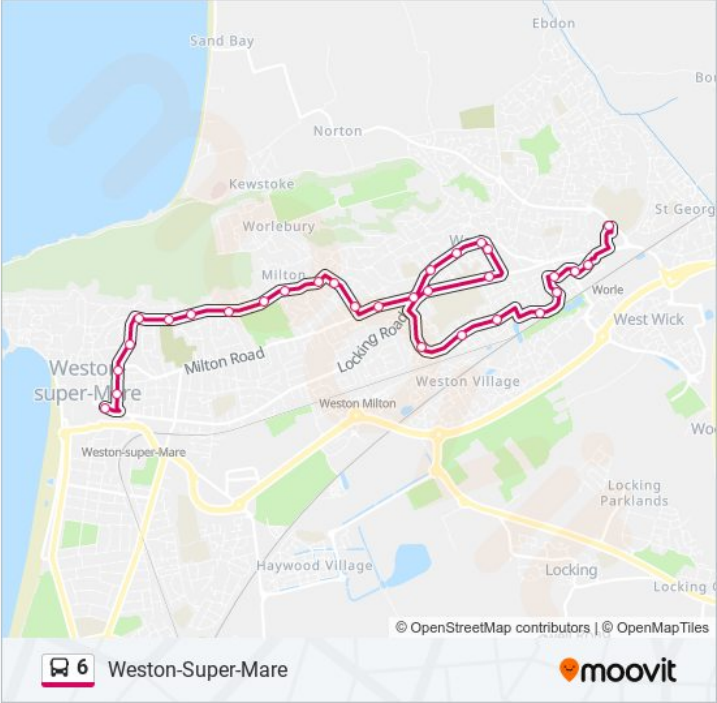 Ebdon
Sand Bay
Norton
Kewstoke
St Georg
Worlebury
Milton
Worle
West Wick
Locking Road
Milton Road
Weston
super-Mare
Weston Village
Weston Milton
Weston-super-Mare
Locking
Parklands
Haywood Village
Locking
Locking
© OpenStreetMap contributors | © OpenMapTiles
6 Weston-Super-Mare
moovit